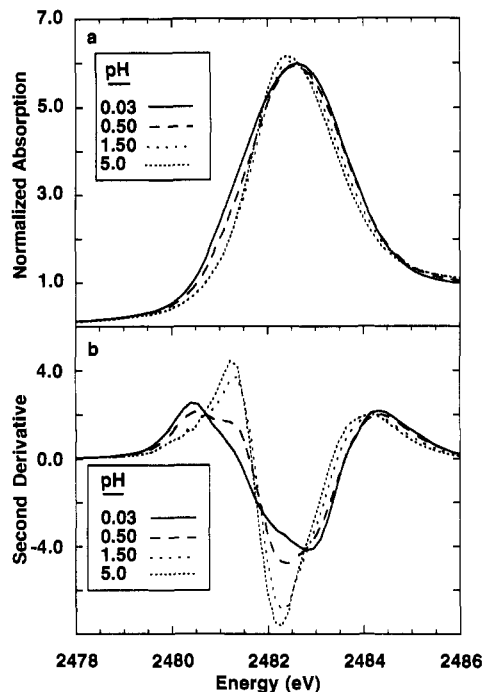 7.0
a
pH
0.03
0.50
1.50
5.0
5.0
3.0
1.0
Normalized Absorption
b
4.0
0.0
-4.0
Second Derivative
pH
0.03
0.50
1.50
5.0
2478 2480 2482 2484 2486
Energy (eV)